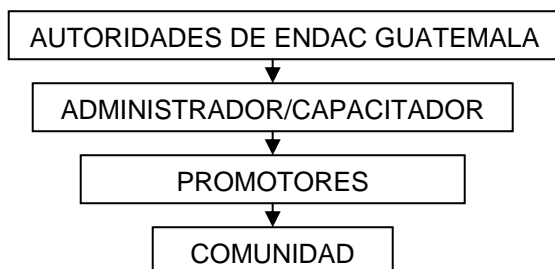 AUTORIDADES DE ENDAC GUATEMALA
ADMINISTRADOR/CAPACITADOR
PROMOTORES
COMUNIDAD